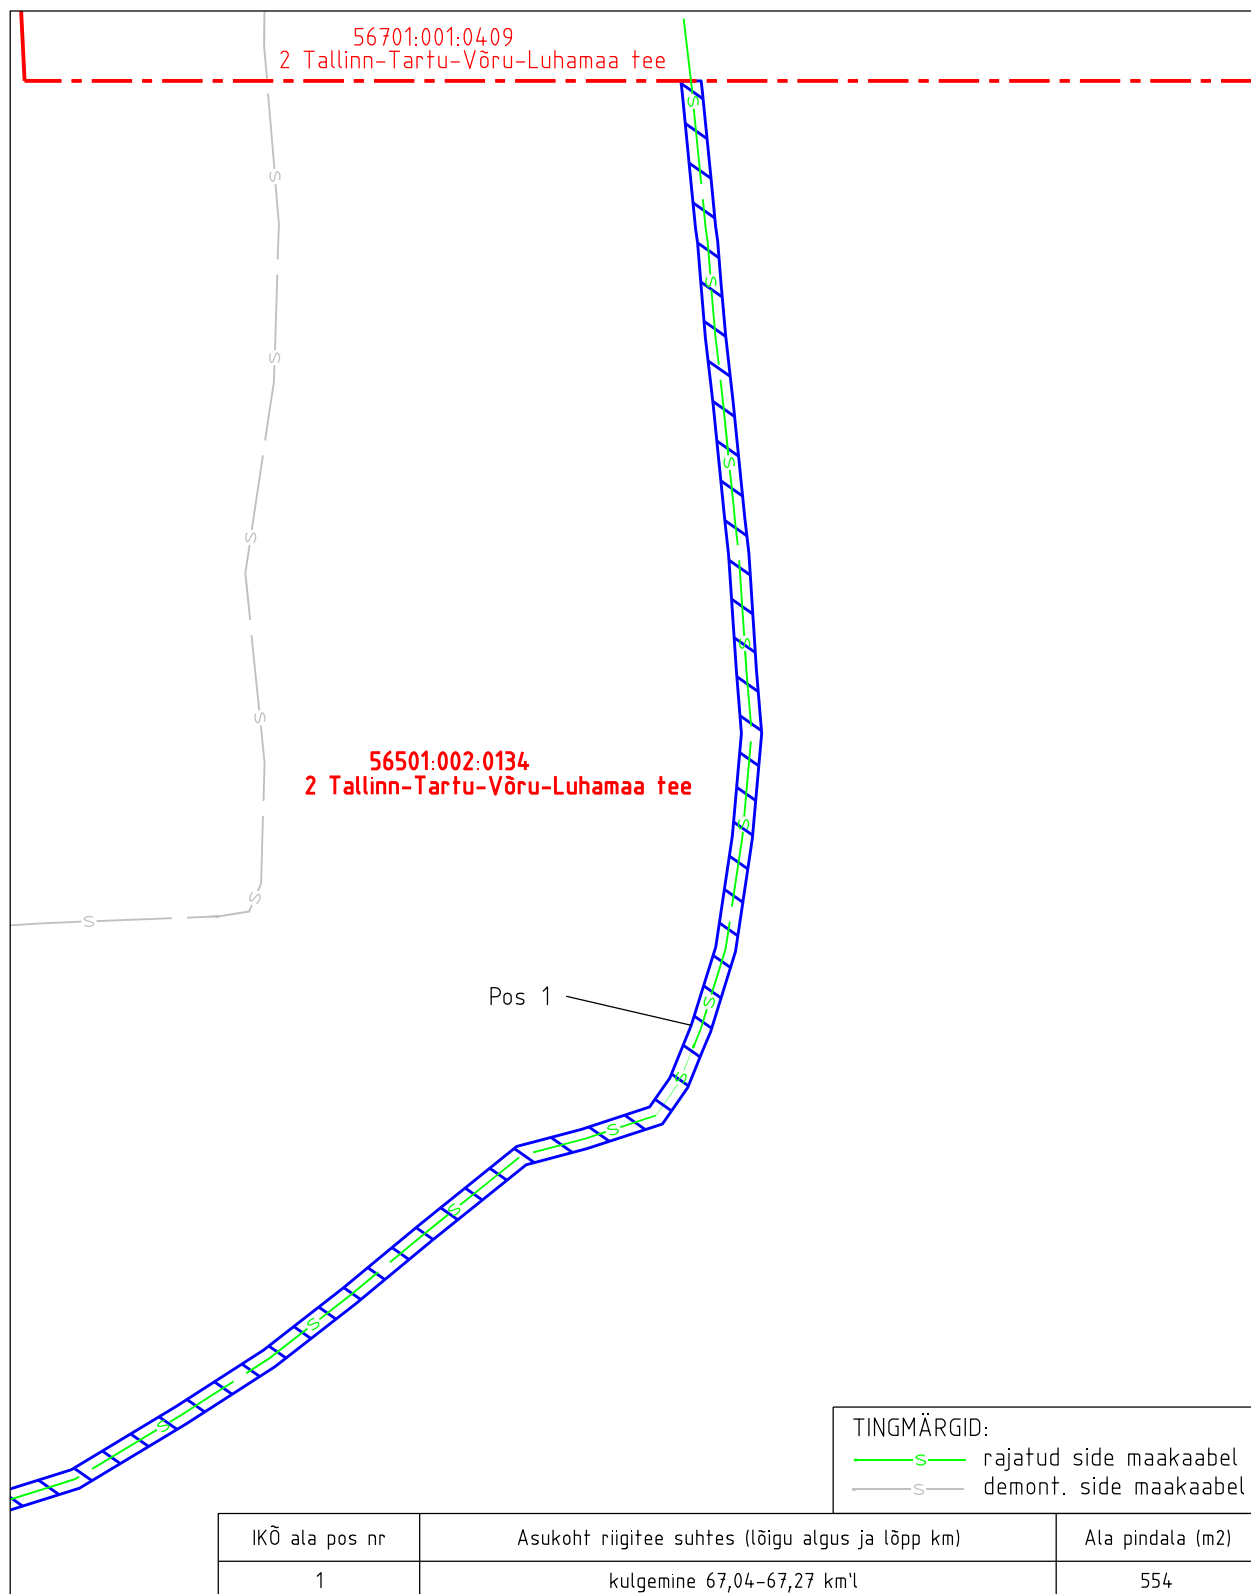 56701:001:0409
2 Tallinn-Tartu-Võru-Luhamaa tee
S
S
S
S
S
S
S
S
S
S
56501:002:0134
2 Tallinn-Tartu-Võru-Luhamaa tee
S
S
S
Pos 1
S
S
S
S
S
S
TINGMÄRGID:
S rajatud side maakaabel
S demont. side maakaabel
IKÕ ala pos nr Asukoht riigitee suhtes (lõigu algus ja lõpp km) Ala pindala (m2)
1 kulgemine 67,04-67,27 km'l 554